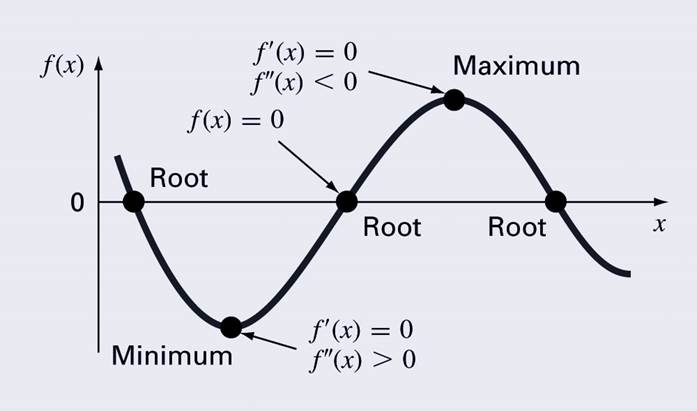 f′(x) = 0
f(x)
Maximum
f″(x) < 0
f(x) = 0
Root
0
Root
Root
x
f′(x) = 0
Minimum
f″(x) > 0